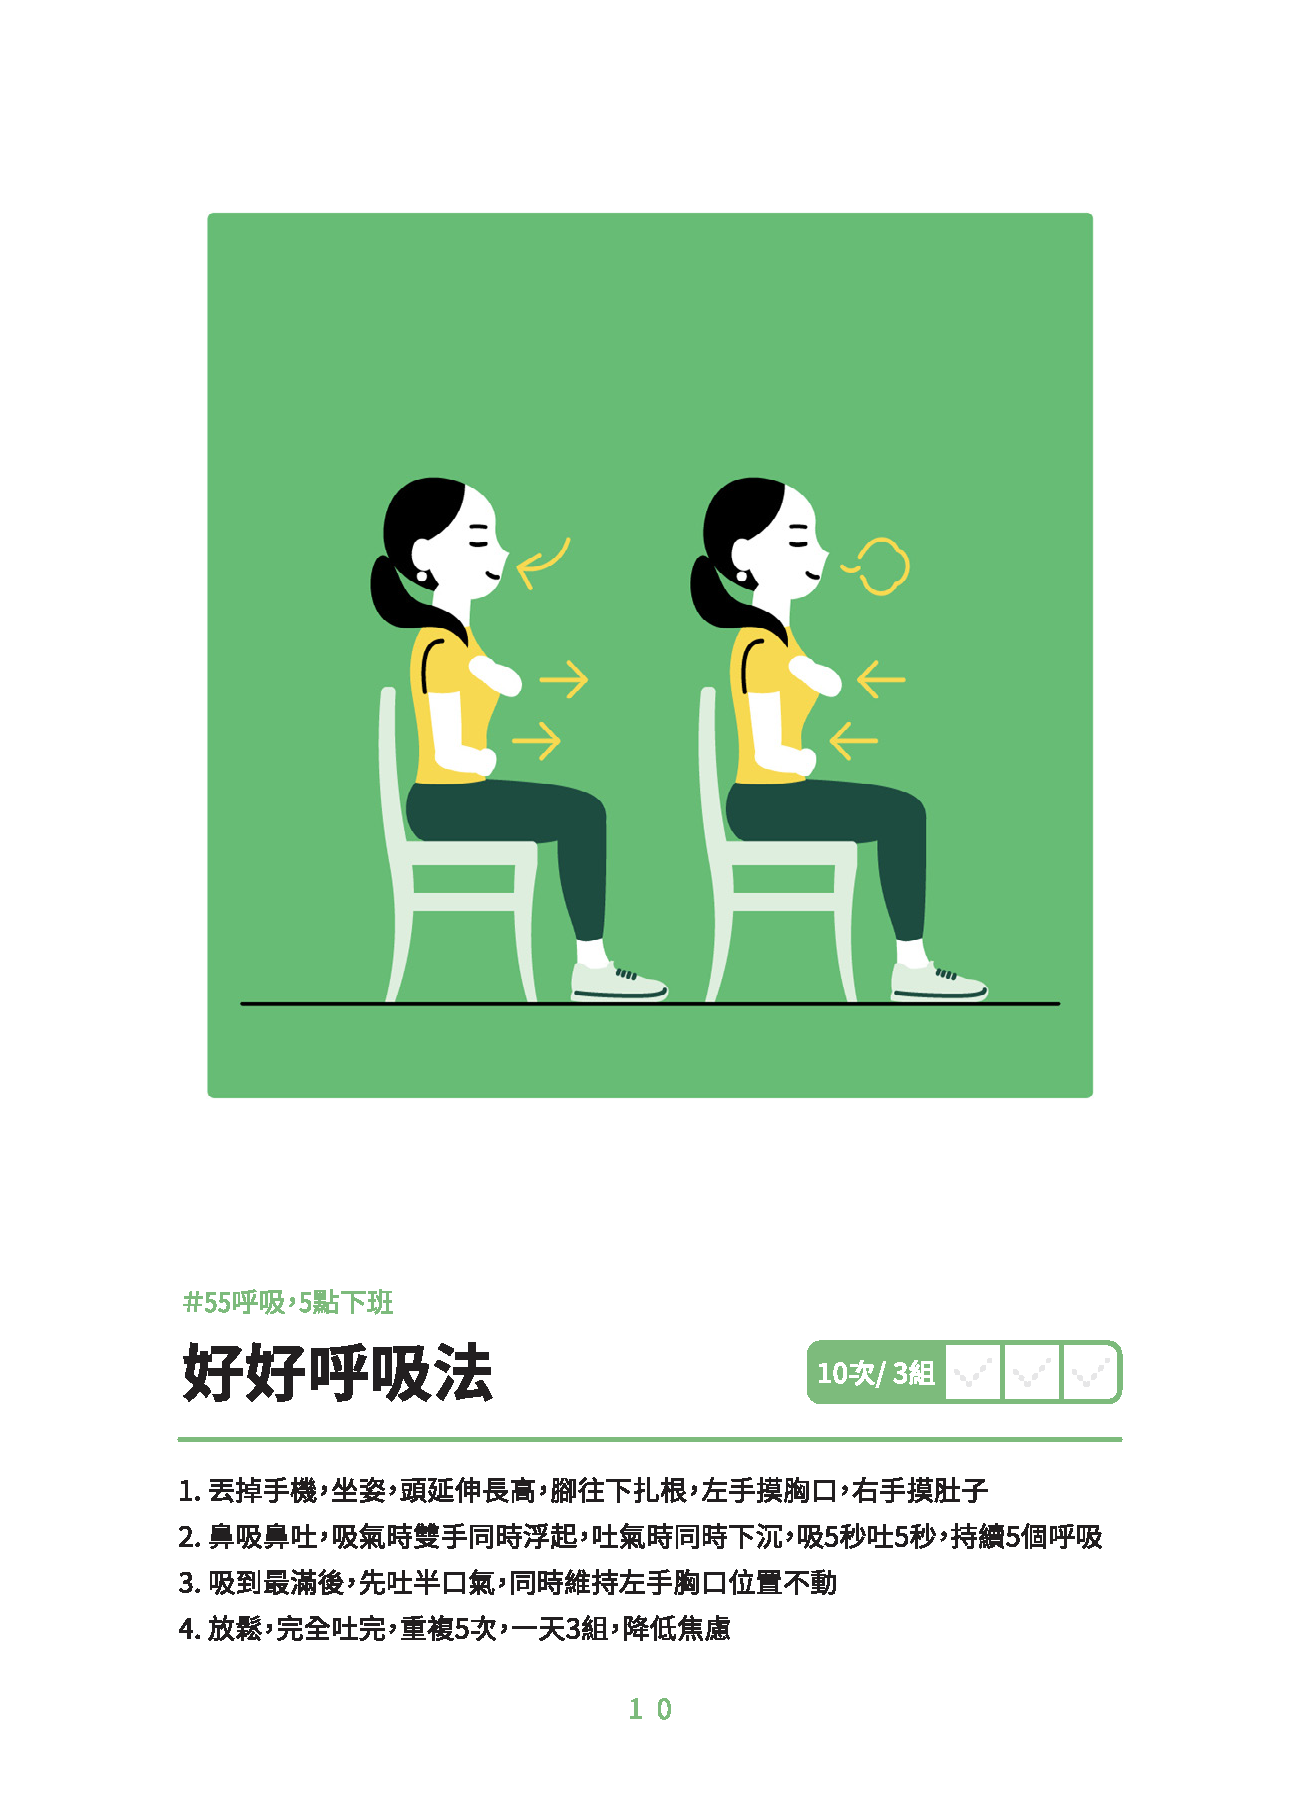 #55呼吸，5點下班
好好呼吸法
10次/ 3組
1. 丟掉手機，坐姿，頭延伸長高，腳往下扎根，左手摸胸口，右手摸肚子
2. 鼻吸鼻吐，吸氣時雙手同時浮起，吐氣時同時下沉，吸5秒吐5秒，持續5個呼吸
3. 吸到最滿後，先吐半口氣，同時維持左手胸口位置不動
4. 放鬆，完全吐完，重複5次，一天3組，降低焦慮
10